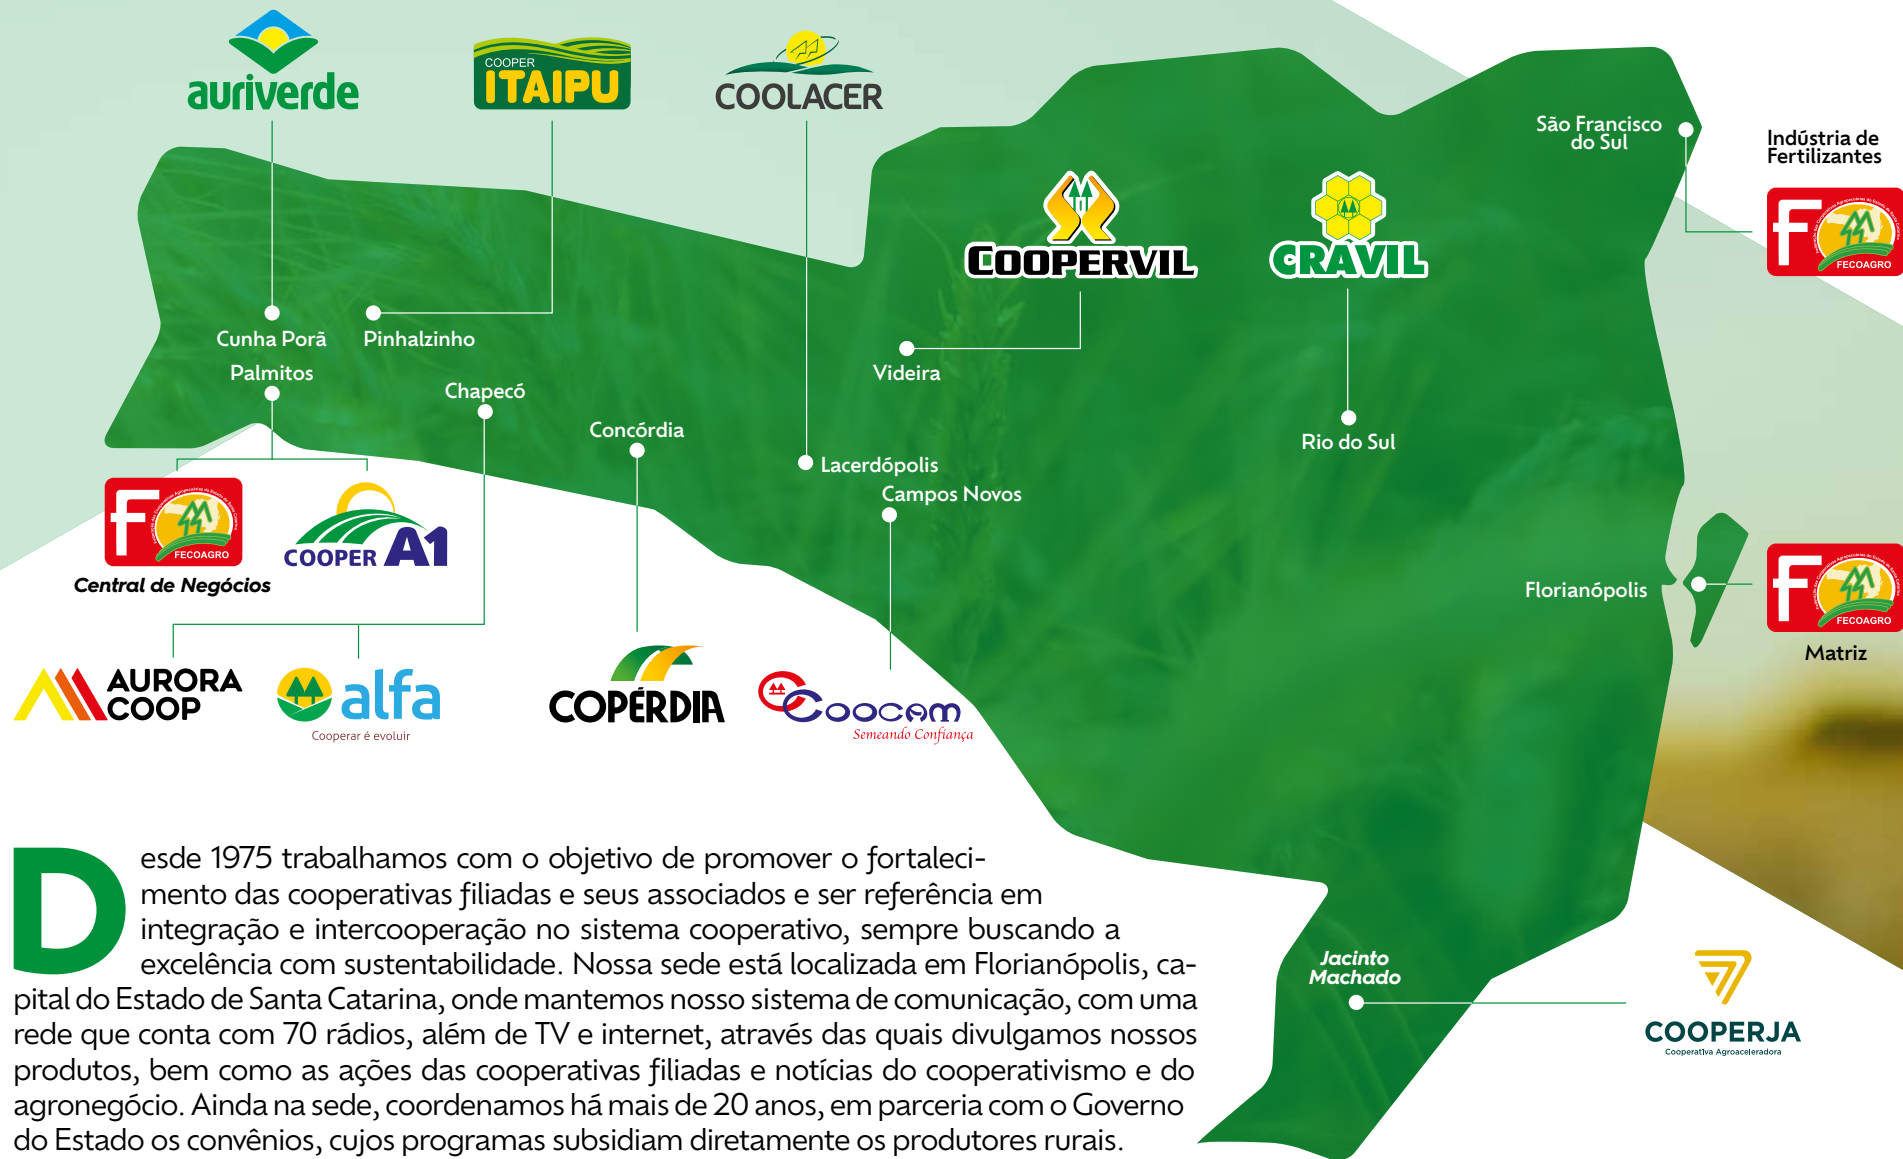 auriverde
COOPER
ITAIPU
COOLACER
São Francisco
do Sul
Indústria de
Fertilizantes
F
FECOAGRO
COOPERVIL
CRAVIL
Cunha Porã
Pinhalzinho
Palmitos
Chapecó
Videira
Concórdia
Rio do Sul
Lacerdópolis
Campos Novos
F
FECOAGRO
Central de Negócios
COOPER A1
Florianópolis
F
FECOAGRO
Matriz
AURORA
COOP
alfa
Cooperar é evoluir
COPÉRDIA
COOCAM
Semeando Confiança
Desde 1975 trabalhamos com o objetivo de promover o fortaleci-
mento das cooperativas filiadas e seus associados e ser referência em
integração e intercooperação no sistema cooperativo, sempre buscando a
excelência com sustentabilidade. Nossa sede está localizada em Florianópolis, ca-
pital do Estado de Santa Catarina, onde mantemos nosso sistema de comunicação, com uma
rede que conta com 70 rádios, além de TV e internet, através das quais divulgamos nossos
produtos, bem como as ações das cooperativas filiadas e notícias do cooperativismo e do
agronegócio. Ainda na sede, coordenamos há mais de 20 anos, em parceria com o Governo
do Estado os convênios, cujos programas subsidiam diretamente os produtores rurais.
Jacinto
Machado
COOPERJA
Cooperat1va Agroaceleradora